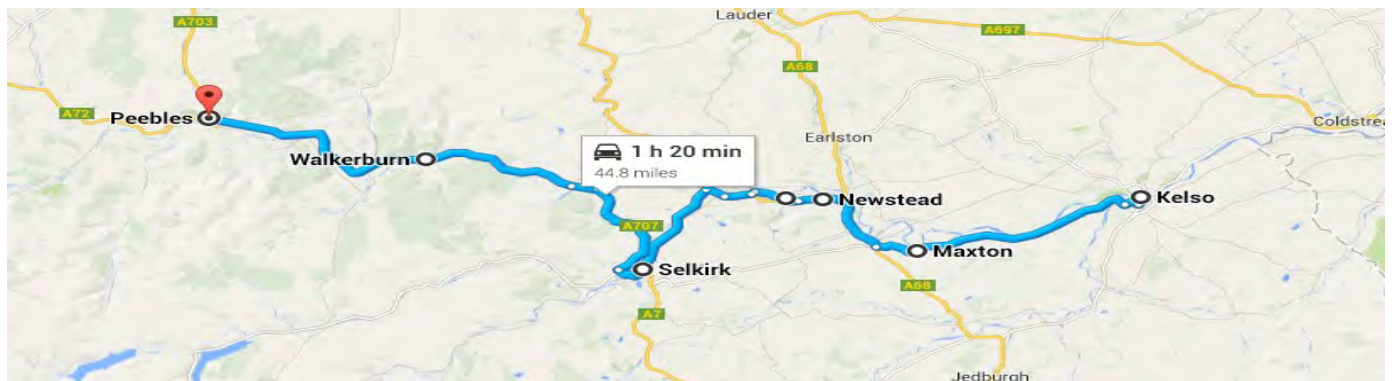 Lauder
A703
A697
A68
A72
Peebles
Coldstrea
Earlston
1 h 20 min
44.8 miles
Walkerburn
Newstead
Kelso
A707
Maxton
Selkirk
A68
A7
Jedburgh